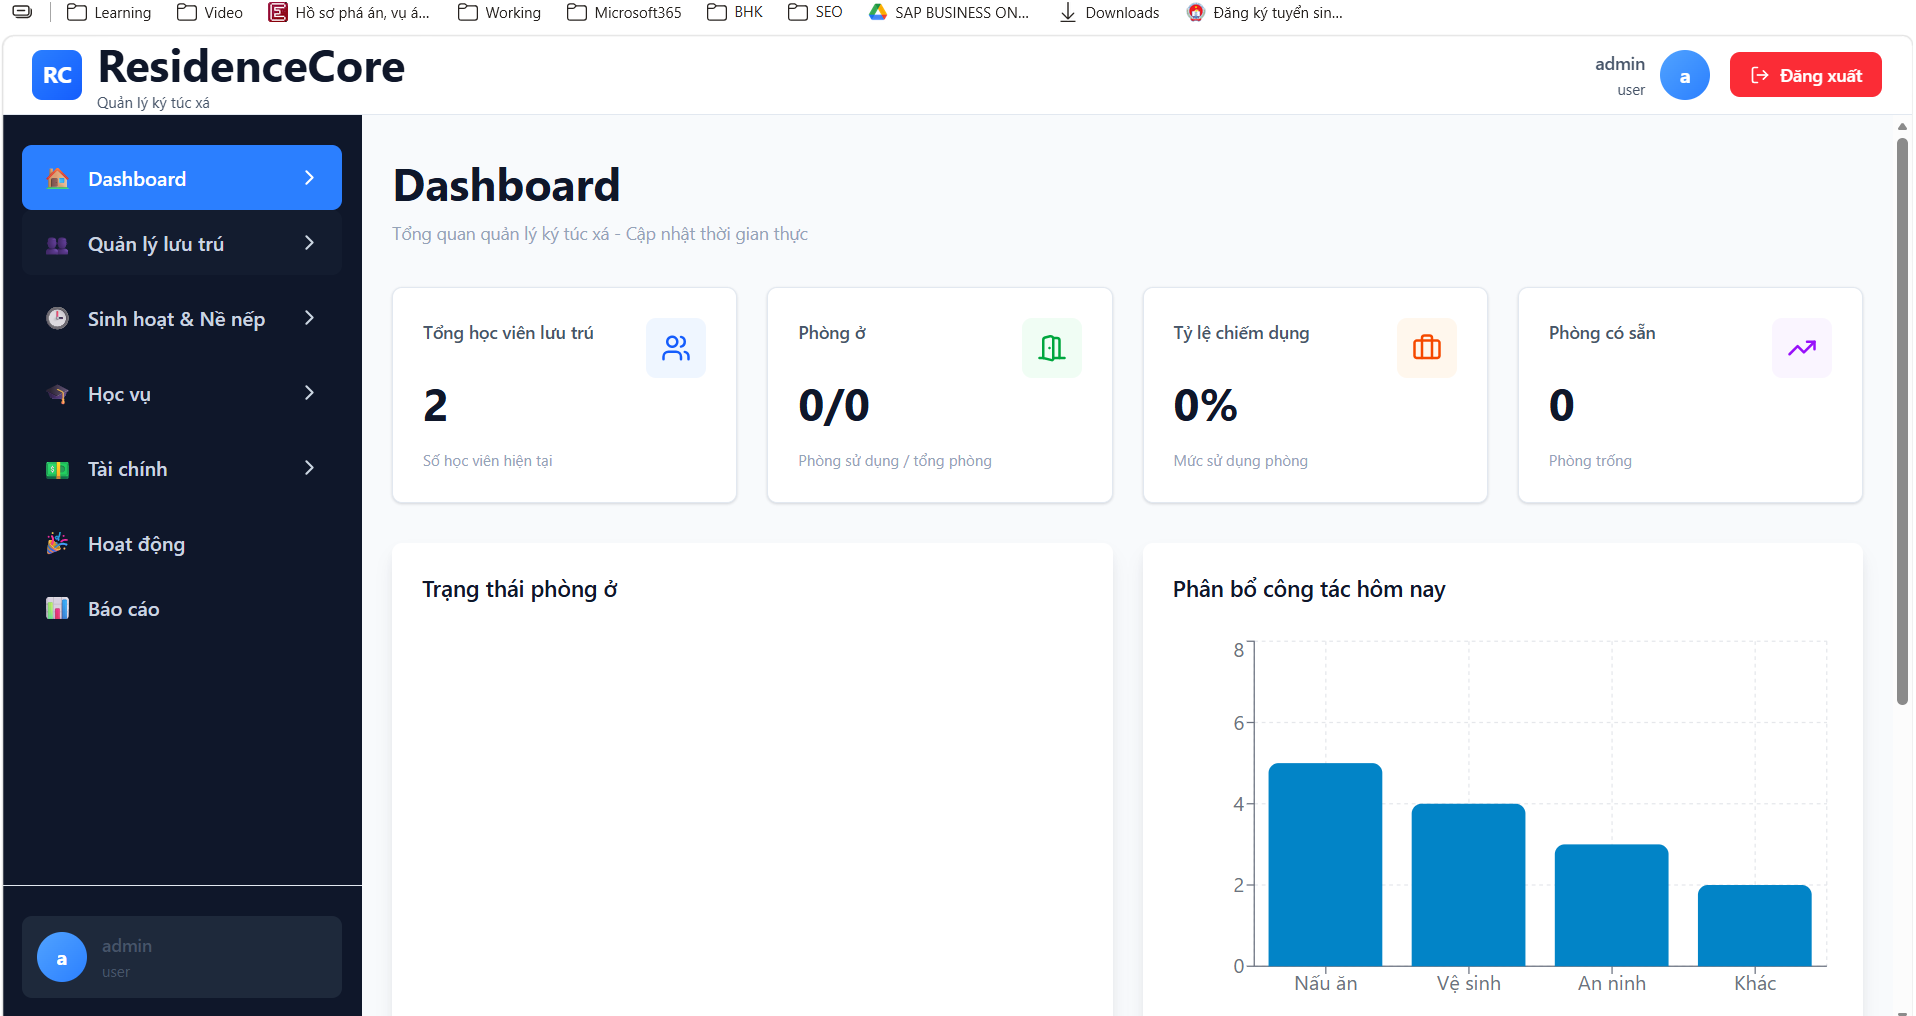 Learning Video Hồ sơ phá án, vụ á... Working Microsoft365 BHK SEO SAP BUSINESS ON... Downloads Đăng ký tuyển sin...
RC ResidenceCore
Quản lý ký túc xá
admin
user
a
Đăng xuất
Dashboard
Quản lý lưu trú
Sinh hoạt & Nề nếp
Học vụ
Tài chính
Hoạt động
Báo cáo
a admin
user
Dashboard
Tổng quan quản lý ký túc xá - Cập nhật thời gian thực
Tổng học viên lưu trú
2
Số học viên hiện tại
Phòng ở
0/0
Phòng sử dụng / tổng phòng
Tỷ lệ chiếm dụng
0%
Mức sử dụng phòng
Phòng có sẵn
0
Phòng trống
Trạng thái phòng ở
Phân bổ công tác hôm nay
8
6
4
2
0
Nấu ăn Vệ sinh An ninh Khác